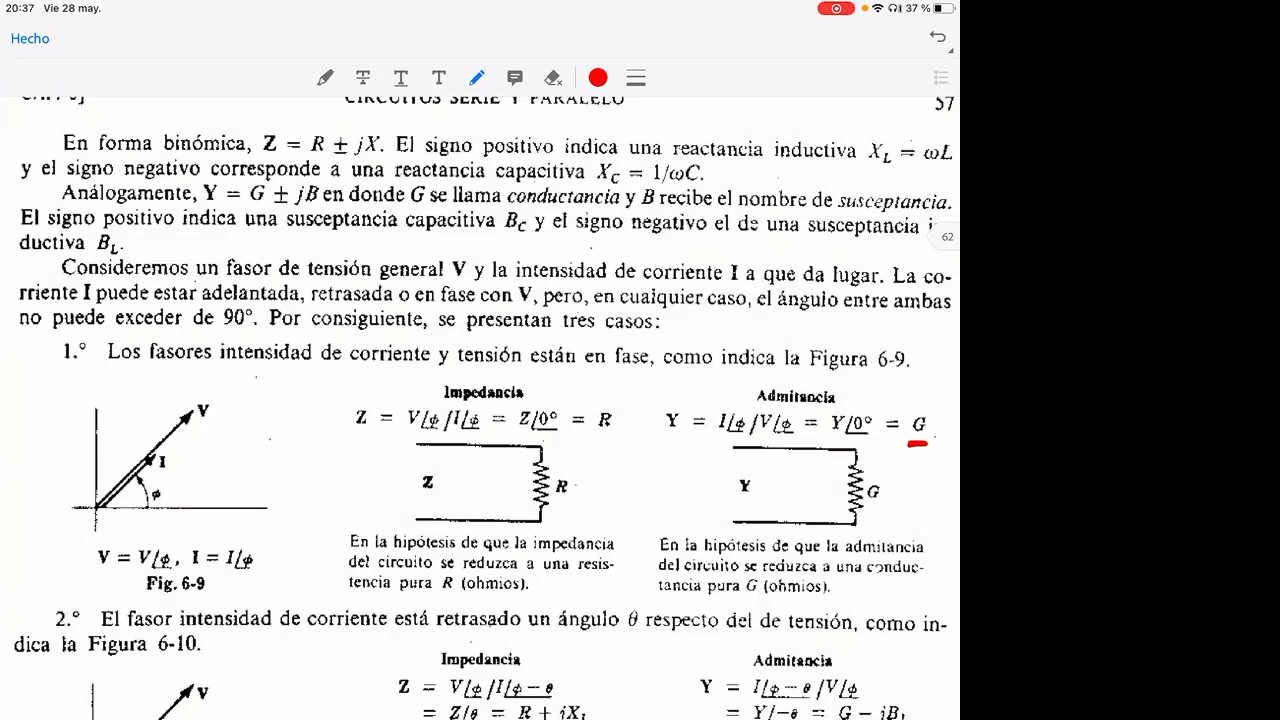 20:37 Vie 28 may.
37 %
Hecho
CIRCUITOS SERIE Y PARALELO 57
En forma binómica, Z = R ± jX. El signo positivo indica una reactancia inductiva X_L = ωL
y el signo negativo corresponde a una reactancia capacitiva X_C = 1/ωC.
Análogamente, Y = G ± jB en donde G se llama conductancia y B recibe el nombre de susceptancia.
El signo positivo indica una susceptancia capacitiva B_C y el signo negativo el de una susceptancia
ductiva B_L.
62
Consideremos un fasor de tensión general V y la intensidad de corriente I a que da lugar. La co-
rriente I puede estar adelantada, retrasada o en fase con V, pero, en cualquier caso, el ángulo entre ambas
no puede exceder de 90°. Por consiguiente, se presentan tres casos:
1.° Los fasores intensidad de corriente y tensión están en fase, como indica la Figura 6-9.
V
I
φ
V = V/φ, I = I/φ
Fig. 6-9
Impedancia
Z = V/φ/I/φ = Z/0° = R
Z
R
En la hipótesis de que la impedancia
del circuito se reduzca a una resis-
tencia pura R (ohmios).
Admitancia
Y = I/φ/V/φ = Y/0° = G
Y
G
En la hipótesis de que la admitancia
del circuito se reduzca a una conduc-
tancia pura G (ohmios).
2.° El fasor intensidad de corriente está retrasado un ángulo θ respecto del de tensión, como in-
dica la Figura 6-10.
V
Impedancia
Z = V/φ/I/φ − θ
= Z/θ = R + jX_L
Admitancia
Y = I/φ − θ/V/φ
= Y/−θ = G − jB_L